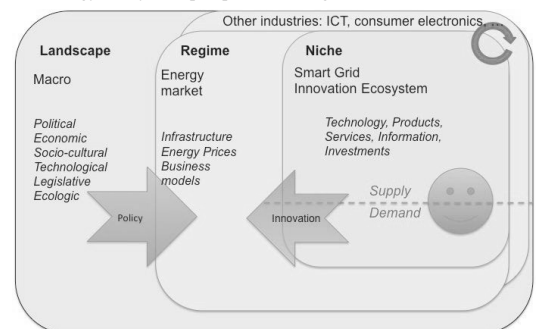 Other industries: ICT, consumer electronics, ...
Landscape
Macro
Political
Economic
Socio-cultural
Technological
Legislative
Ecologic
Policy
Regime
Energy
market
Infrastructure
Energy Prices
Business
models
Niche
Smart Grid
Innovation Ecosystem
Technology, Products,
Services, Information,
Investments
Innovation
Supply
Demand